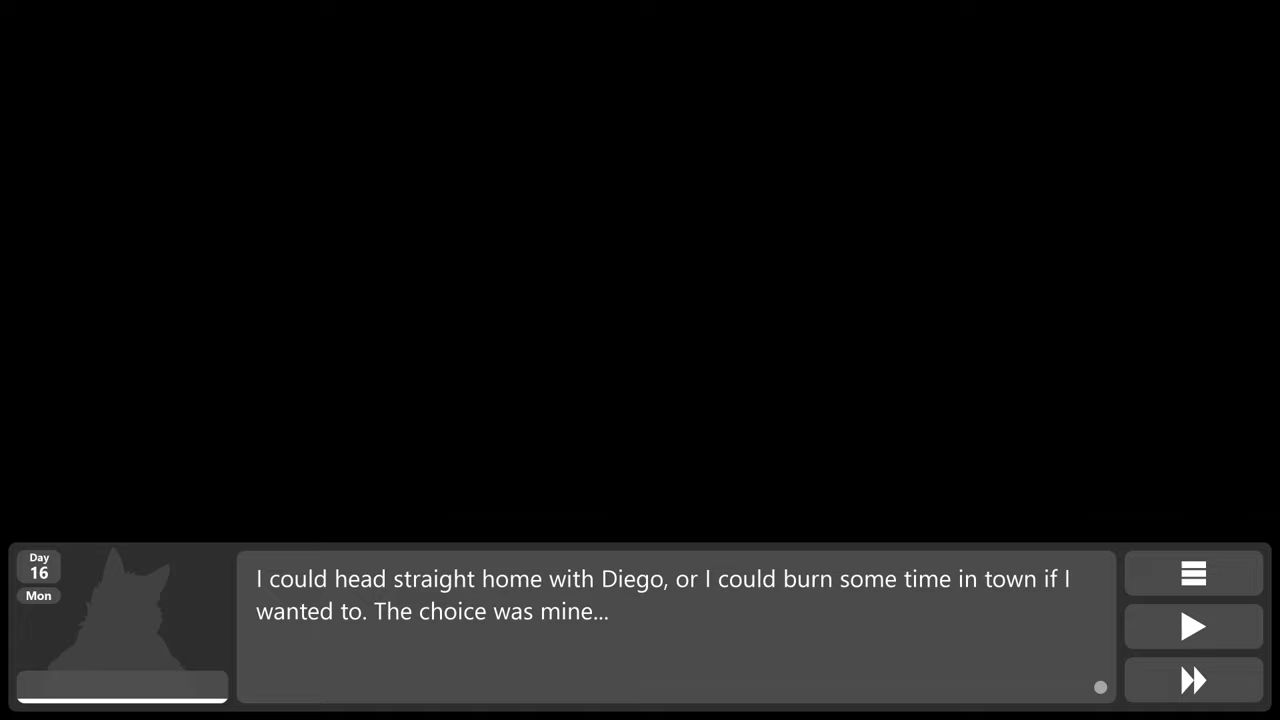 Day
16
Mon
I could head straight home with Diego, or I could burn some time in town if I
wanted to. The choice was mine...